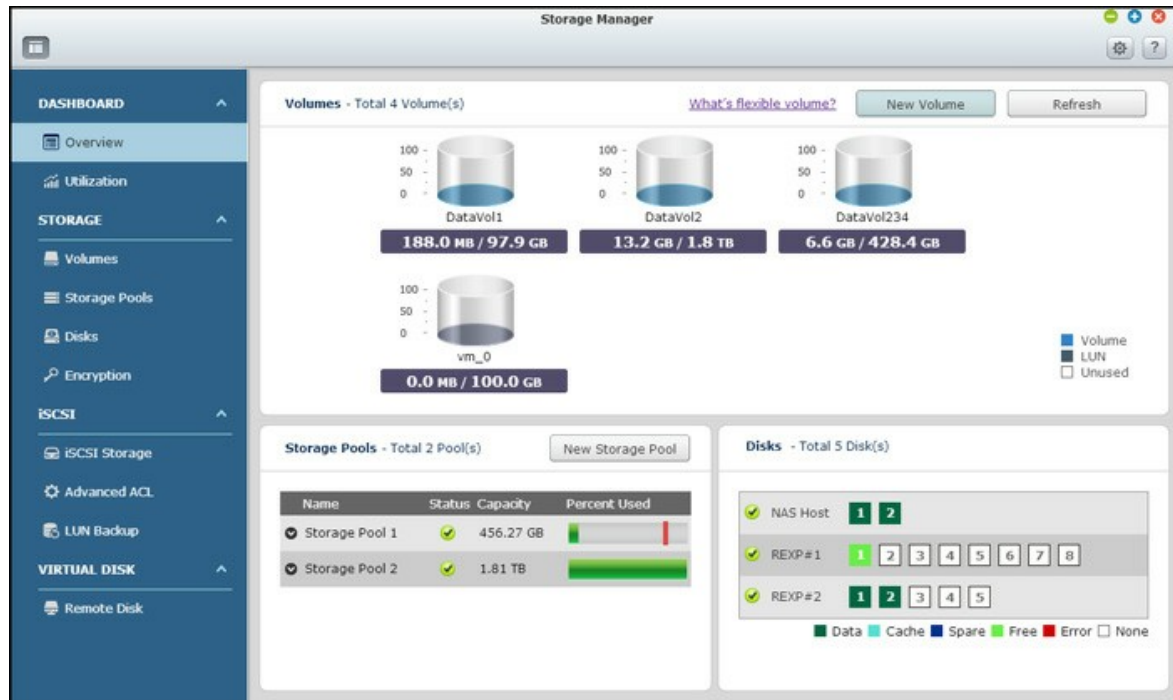 Storage Manager
?
DASHBOARD
Overview
Utilization
STORAGE
Volumes
Storage Pools
Disks
Encryption
iSCSI
iSCSI Storage
Advanced ACL
LUN Backup
VIRTUAL DISK
Remote Disk
Volumes - Total 4 Volume(s) What's flexible volume? New Volume Refresh
100 50 0
DataVol1
188.0 MB / 97.9 GB
100 50 0
DataVol2
13.2 GB / 1.8 TB
100 50 0
DataVol234
6.6 GB / 428.4 GB
100 50 0
vm_0
0.0 MB / 100.0 GB
Volume
LUN
Unused
Storage Pools - Total 2 Pool(s) New Storage Pool
Name Status Capacity Percent Used
Storage Pool 1 456.27 GB
Storage Pool 2 1.81 TB
Disks - Total 5 Disk(s)
NAS Host 1 2
REXP#1 1 2 3 4 5 6 7 8
REXP#2 1 2 3 4 5
Data Cache Spare Free Error None